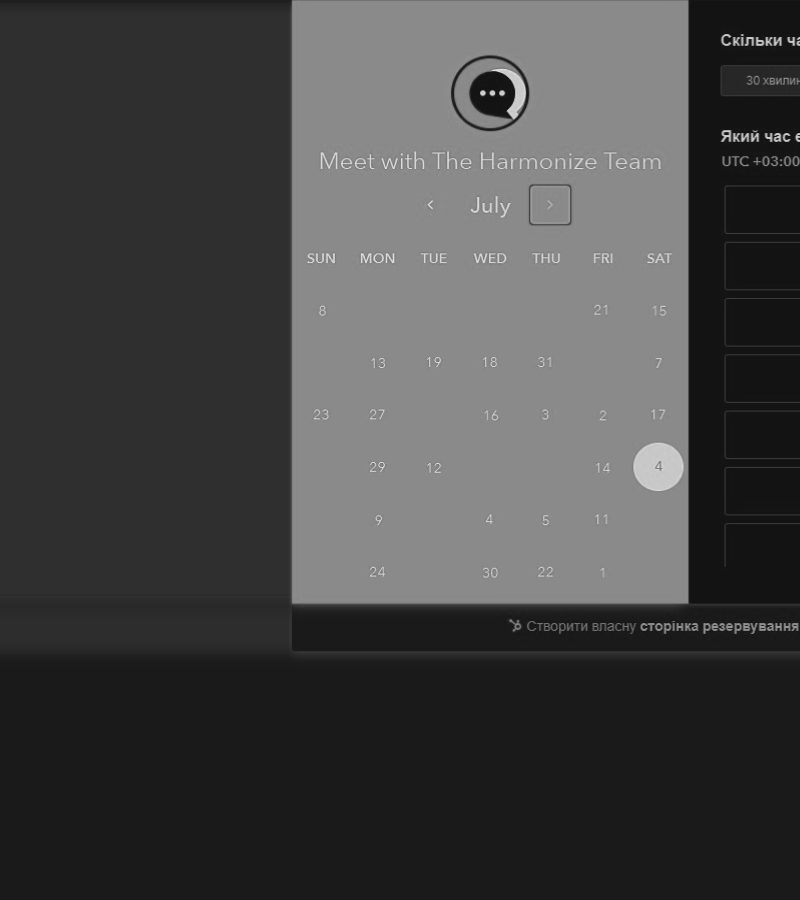 Meet with The Harmonize Team
July
SUN MON TUE WED THU FRI SAT
8 21 15
13 19 18 31 7
23 27 16 3 2 17
29 12 14 4
9 4 5 11
24 30 22 1
Створити власну сторінка резервування
Скільки ча
30 хвилин
Який час є
UTC +03:00